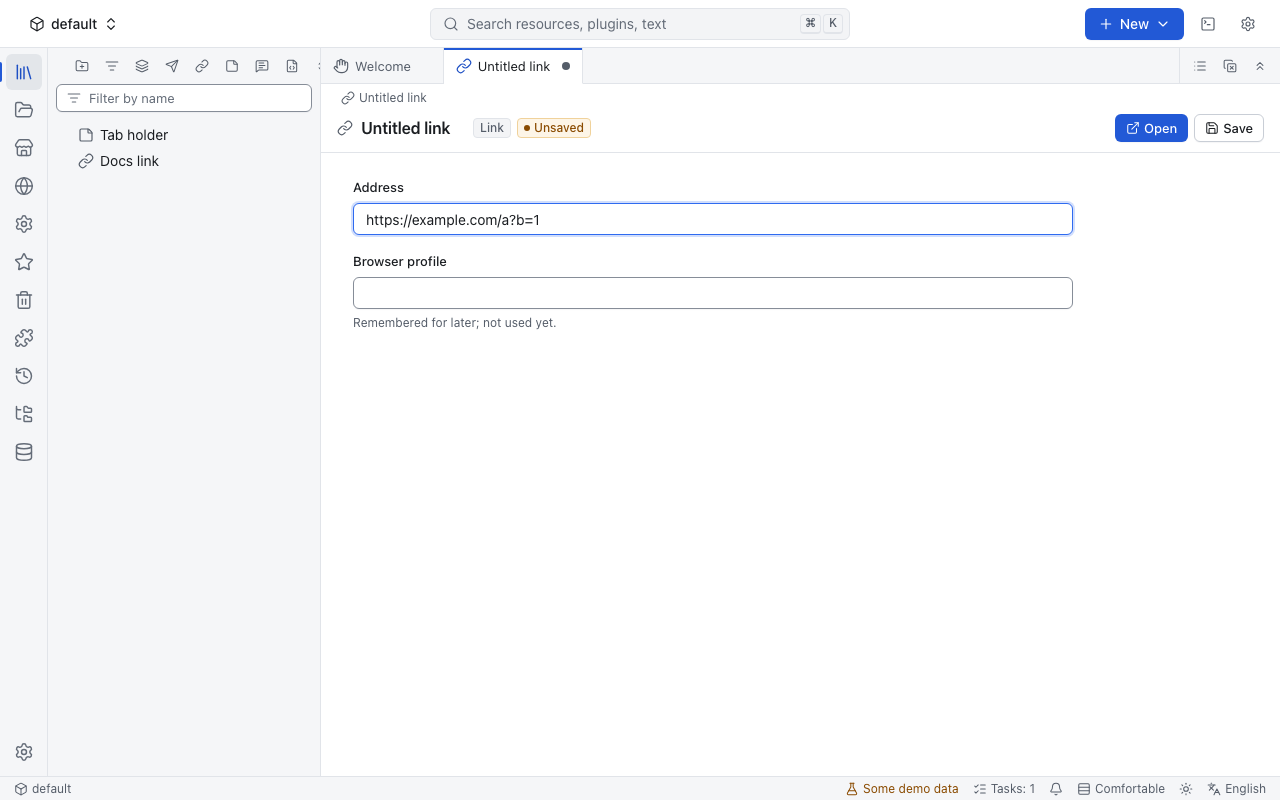 default
Search resources, plugins, text
⌘ K
New
Welcome
Untitled link
Filter by name
Tab holder
Docs link
Untitled link
Untitled link
Link
Unsaved
Open
Save
Address
https://example.com/a?b=1
Browser profile
Remembered for later; not used yet.
default
Some demo data
Tasks: 1
Comfortable
English